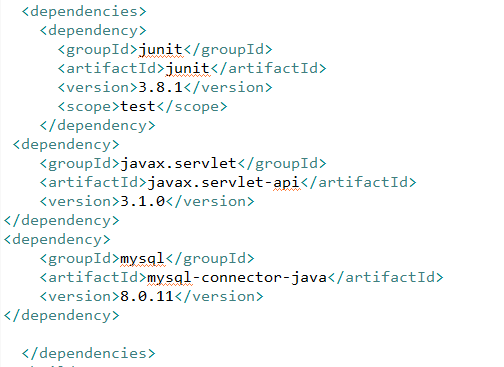 <dependencies>
<dependency>
<groupId>junit</groupId>
<artifactId>junit</artifactId>
<version>3.8.1</version>
<scope>test</scope>
</dependency>
<dependency>
<groupId>javax.servlet</groupId>
<artifactId>javax.servlet-api</artifactId>
<version>3.1.0</version>
</dependency>
<dependency>
<groupId>mysql</groupId>
<artifactId>mysql-connector-java</artifactId>
<version>8.0.11</version>
</dependency>
</dependencies>